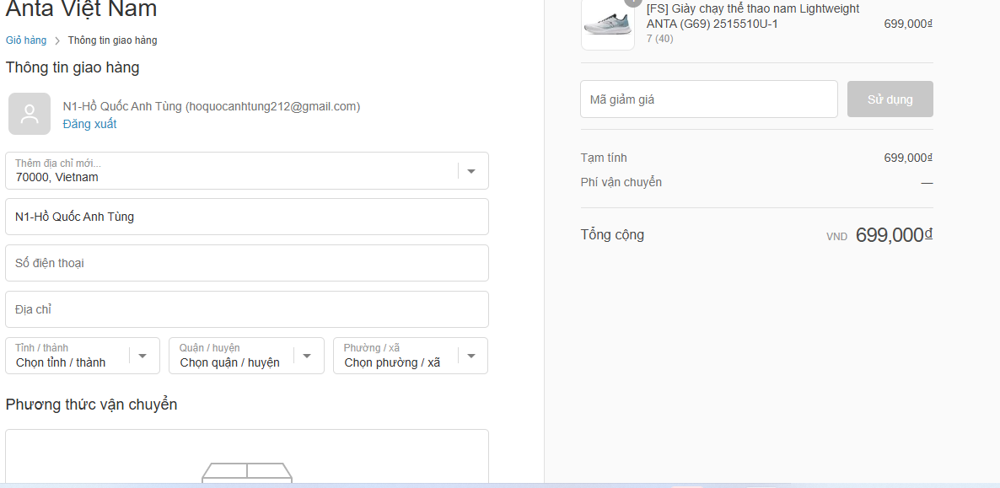 Anta Việt Nam
Giỏ hàng > Thông tin giao hàng
Thông tin giao hàng
N1-Hồ Quốc Anh Tùng (hoquocanhtung212@gmail.com)
Đăng xuất
Thêm địa chỉ mới...
70000, Vietnam
N1-Hồ Quốc Anh Tùng
Số điện thoại
Địa chỉ
Tỉnh / thành
Chọn tỉnh / thành
Quận / huyện
Chọn quận / huyện
Phường / xã
Chọn phường / xã
Phương thức vận chuyển
[FS] Giày chạy thể thao nam Lightweight
ANTA (G69) 2515510U-1
7 (40)
699,000₫
Mã giảm giá
Sử dụng
Tạm tính 699,000₫
Phí vận chuyển —
Tổng cộng VND 699,000₫